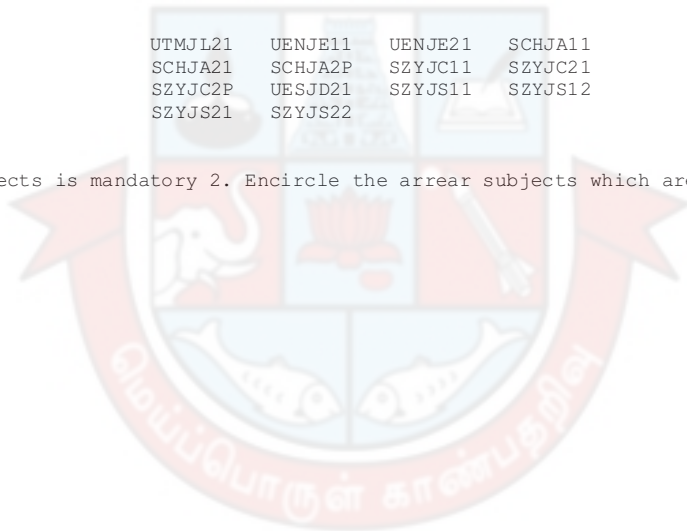 UTMJL21 UENJE11 UENJE21 SCHJA11
SCHJA21 SCHJA2P SZYJC11 SZYJC21
SZYJC2P UESJD21 SZYJS11 SZYJS12
SZYJS21 SZYJS22
ects is mandatory 2. Encircle the arrear subjects which are
மெய்ப்பொருள் காண்பதறிவு